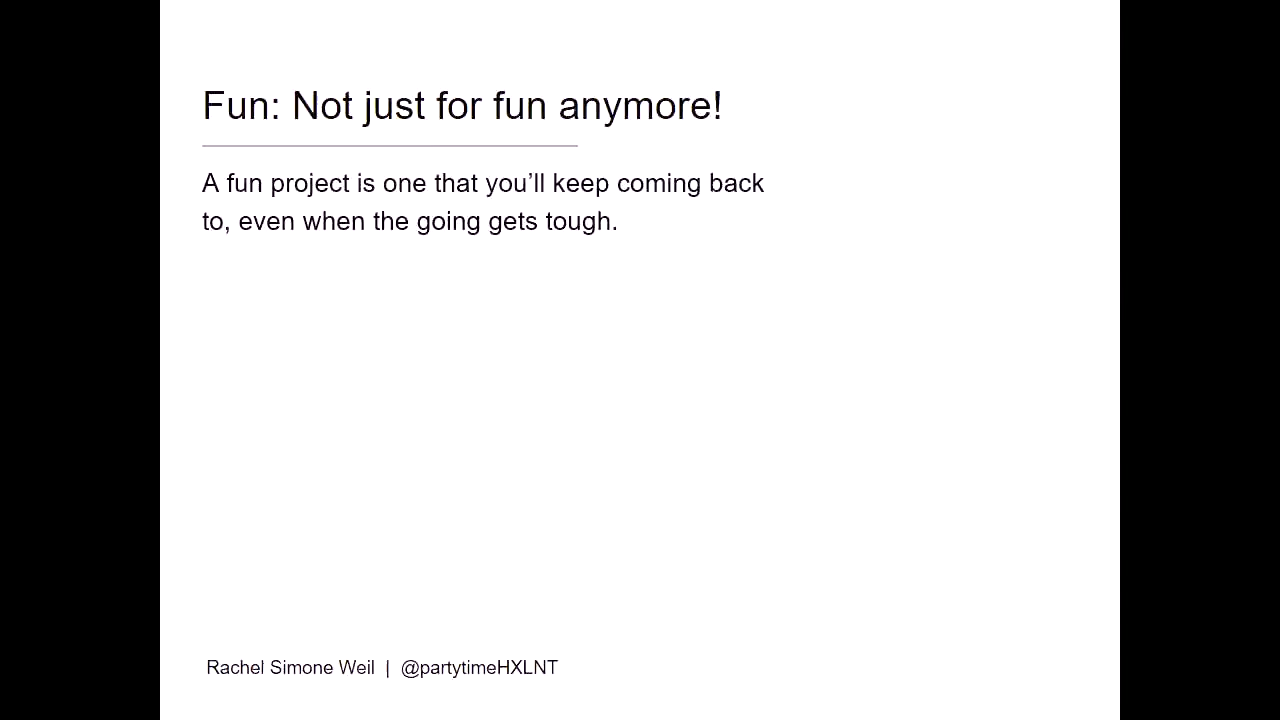 Fun: Not just for fun anymore!
A fun project is one that you’ll keep coming back
to, even when the going gets tough.
Rachel Simone Weil | @partytimeHXLNT